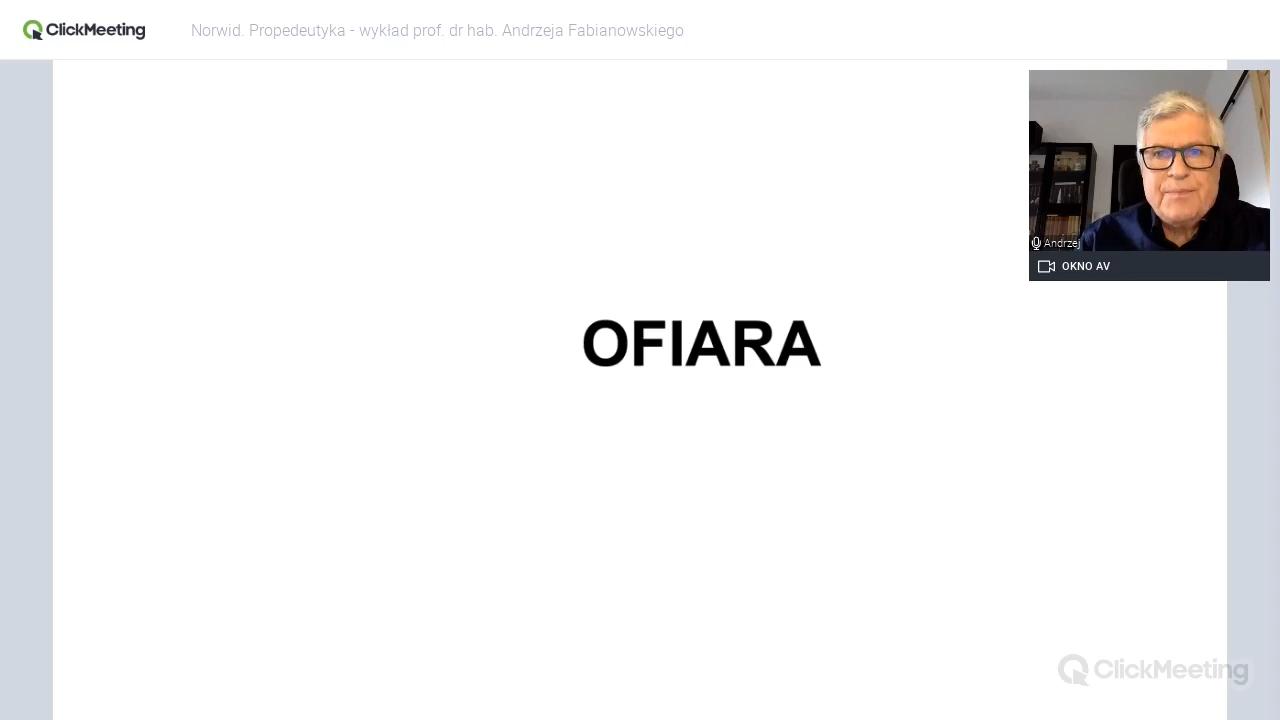 ClickMeeting
Norwid. Propedeutyka - wykład prof. dr hab. Andrzeja Fabianowskiego
Andrzej
OKNO AV
OFIARA
ClickMeeting